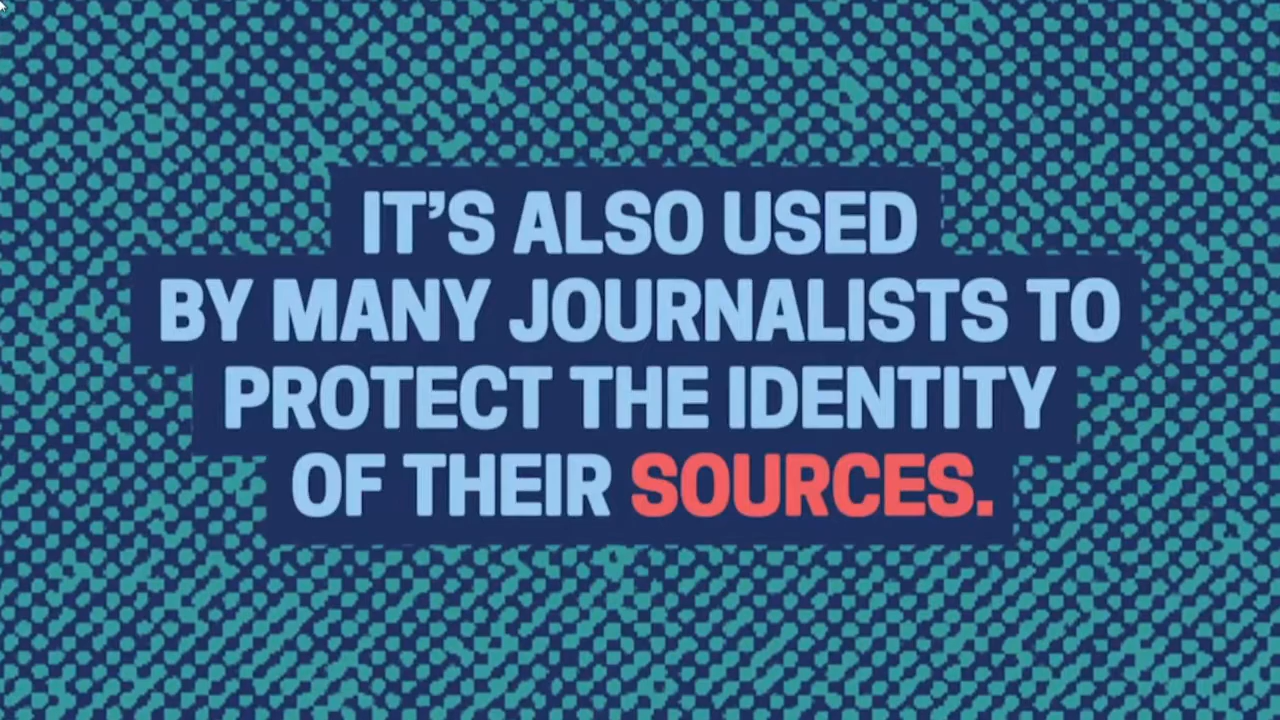 IT’S ALSO USED
BY MANY JOURNALISTS TO
PROTECT THE IDENTITY
OF THEIR SOURCES.